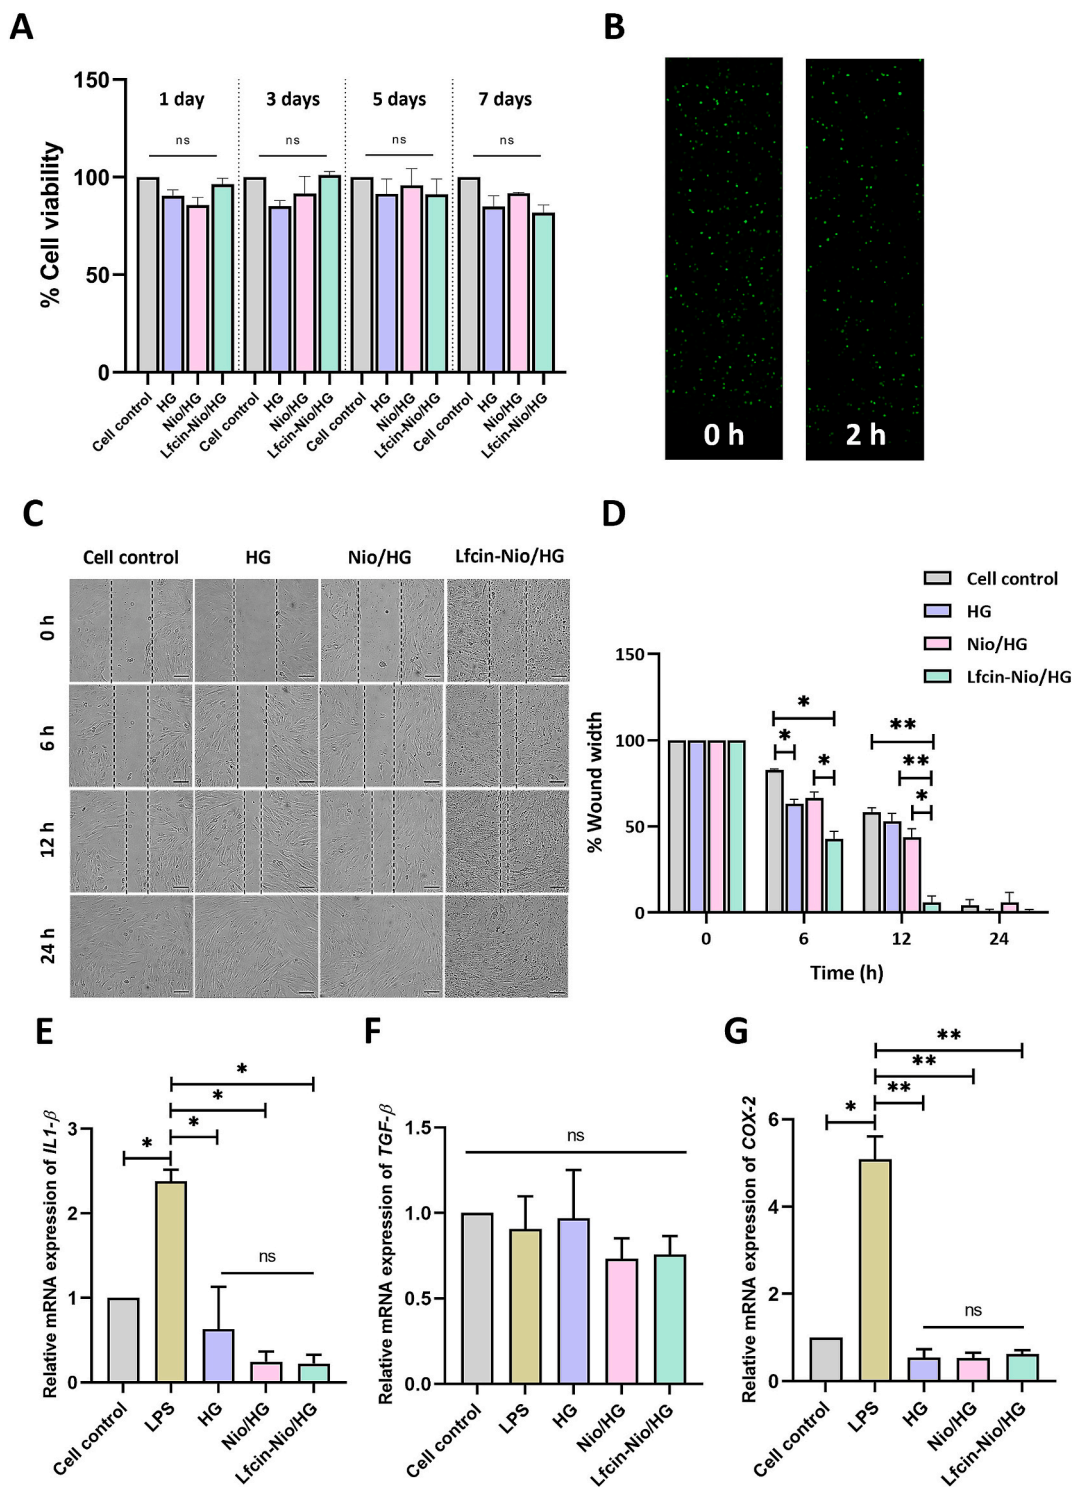 A
150
100
50
0
% Cell viability
1 day
3 days
5 days
7 days
ns
ns
ns
ns
Cell control
HG
Nio/HG
Lfcin-Nio/HG
Cell control
HG
Nio/HG
Lfcin-Nio/HG
Cell control
HG
Nio/HG
Lfcin-Nio/HG
Cell control
HG
Nio/HG
Lfcin-Nio/HG
B
0 h
2 h
C
Cell control
HG
Nio/HG
Lfcin-Nio/HG
0 h
6 h
12 h
24 h
D
Cell control
HG
Nio/HG
Lfcin-Nio/HG
% Wound width
150
100
50
0
*
*
*
**
**
*
0
6
12
24
Time (h)
E
Relative mRNA expression of IL1-β
3
2
1
0
*
*
*
*
ns
Cell control
LPS
HG
Nio/HG
Lfcin-Nio/HG
F
Relative mRNA expression of TGF-β
1.5
1.0
0.5
0.0
ns
Cell control
LPS
HG
Nio/HG
Lfcin-Nio/HG
G
Relative mRNA expression of COX-2
6
4
2
0
**
**
**
*
ns
Cell control
LPS
HG
Nio/HG
Lfcin-Nio/HG